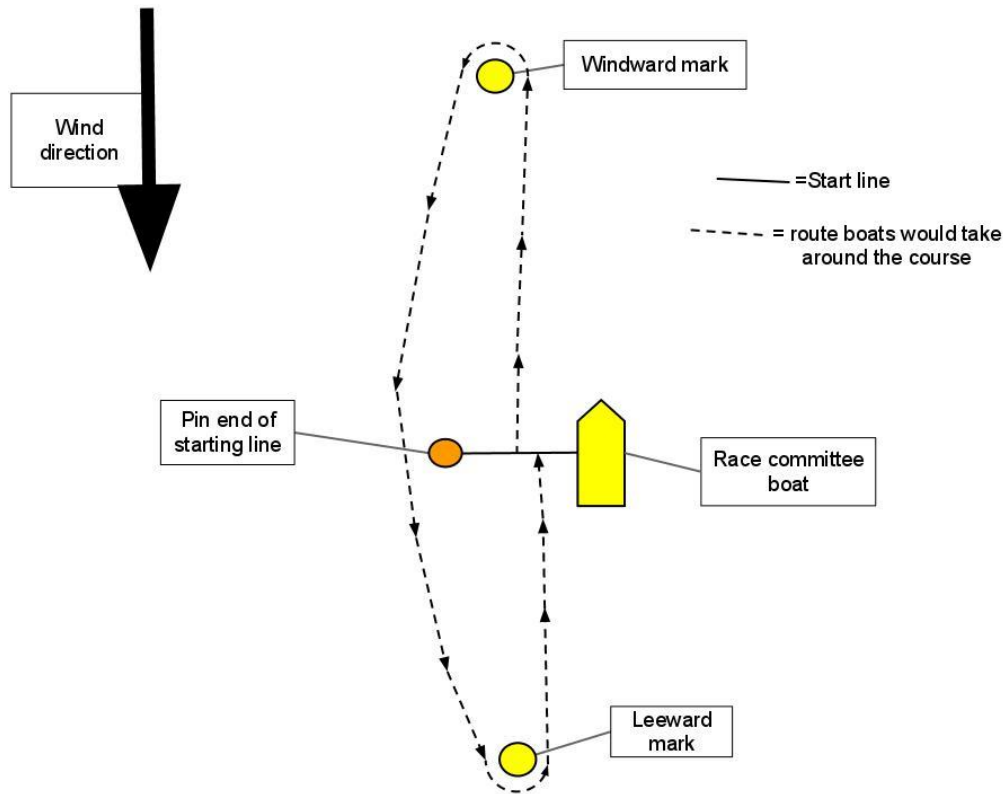 Windward mark
Wind
direction
=Start line
= route boats would take
around the course
Pin end of
starting line
Race committee
boat
Leeward
mark